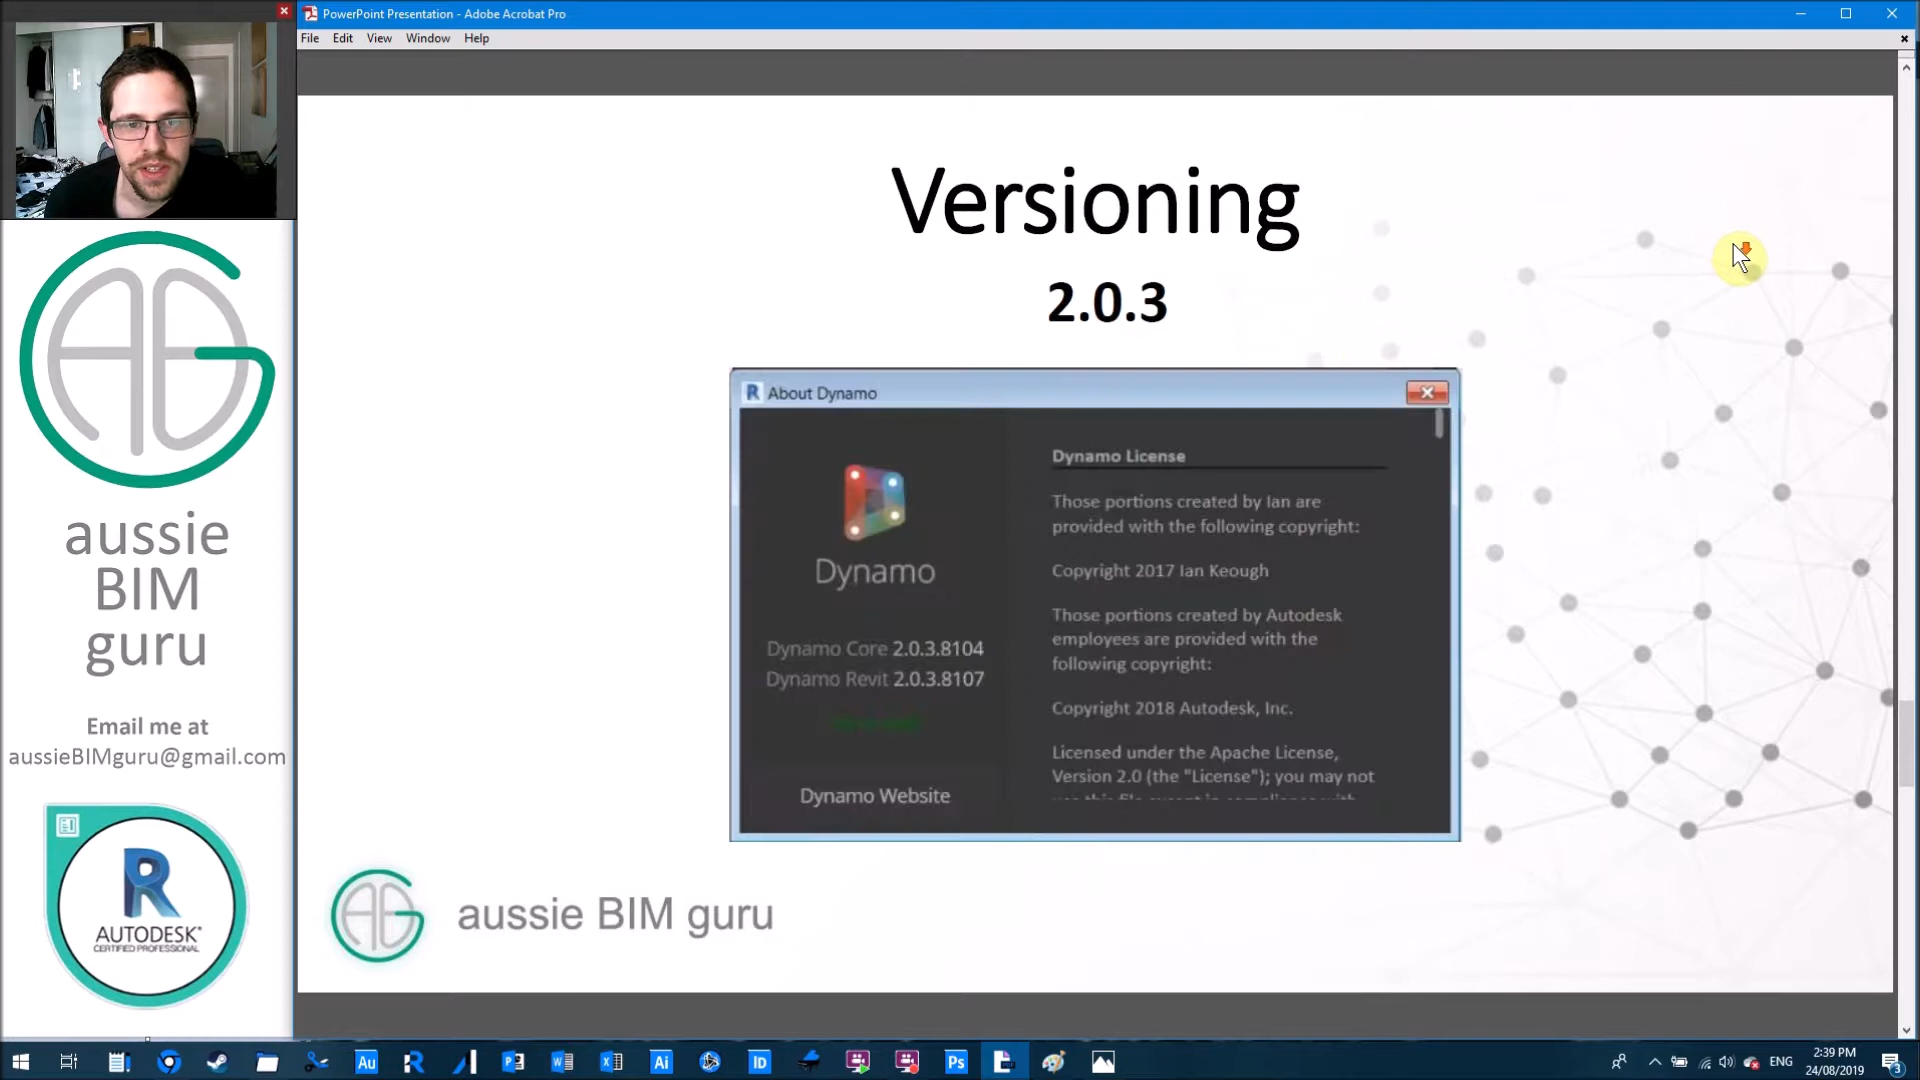 PowerPoint Presentation - Adobe Acrobat Pro
File Edit View Window Help
Versioning
2.0.3
R About Dynamo
Dynamo
Dynamo Core 2.0.3.8104
Dynamo Revit 2.0.3.8107
Dynamo Website
Dynamo License
Those portions created by Ian are
provided with the following copyright:
Copyright 2017 Ian Keough
Those portions created by Autodesk
employees are provided with the
following copyright:
Copyright 2018 Autodesk, Inc.
Licensed under the Apache License,
Version 2.0 (the "License"); you may not
aussie BIM guru
aussie
BIM
guru
Email me at
aussieBIMguru@gmail.com
R
AUTODESK®
CERTIFIED PROFESSIONAL
Au
R
Ai
ID
Ps
ENG
2:39 PM
24/08/2019
3